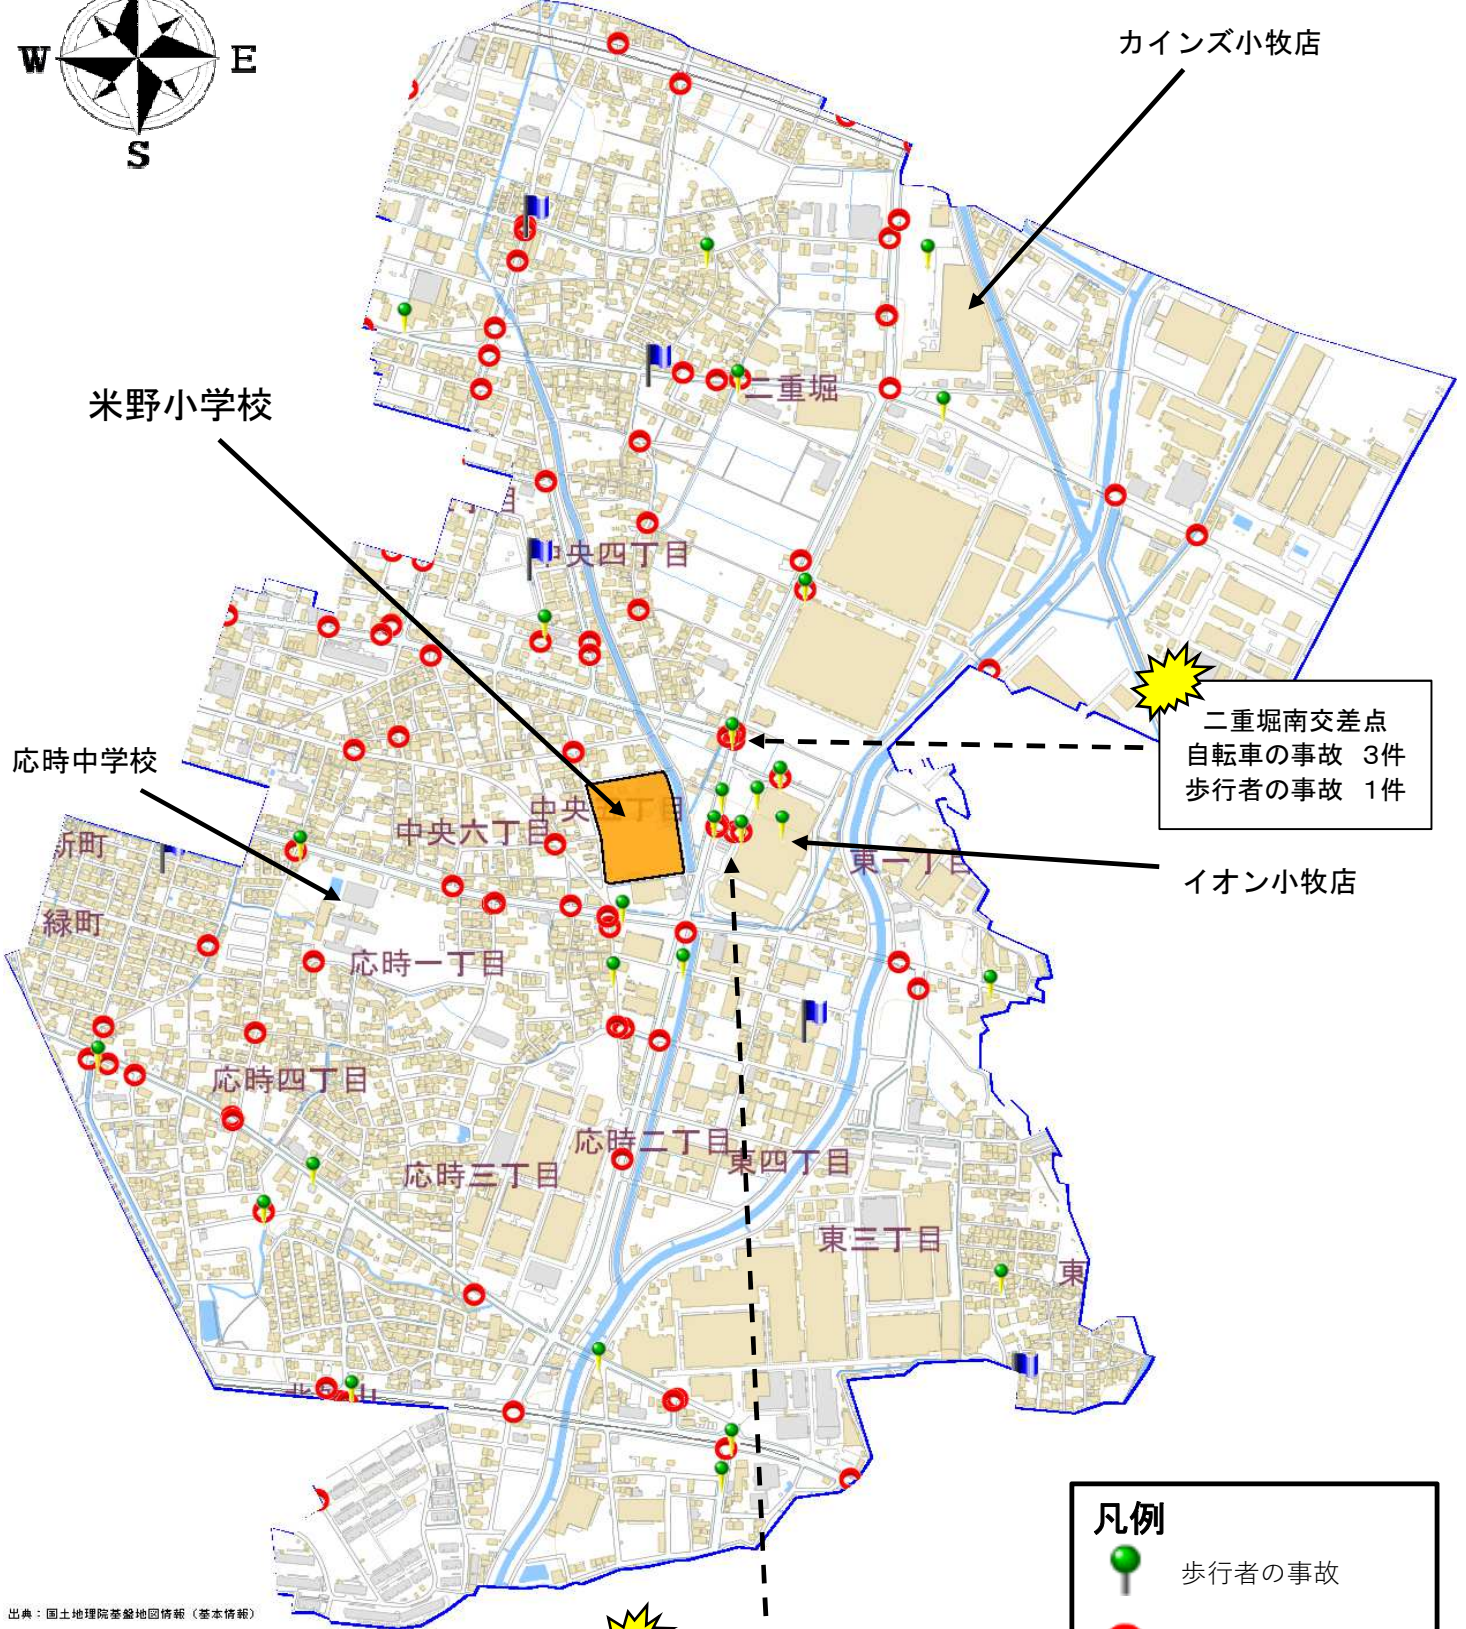 W
E
S
カインズ小牧店
米野小学校
二重堀
中央四丁目
二重堀南交差点
自転車の事故 3件
歩行者の事故 1件
応時中学校
中央六丁目
東一丁目
イオン小牧店
新町
緑町
応時一丁目
応時四丁目
応時二丁目
東四丁目
応時三丁目
東三丁目
東
凡例
歩行者の事故
出典：国土地理院基盤地図情報（基本情報）